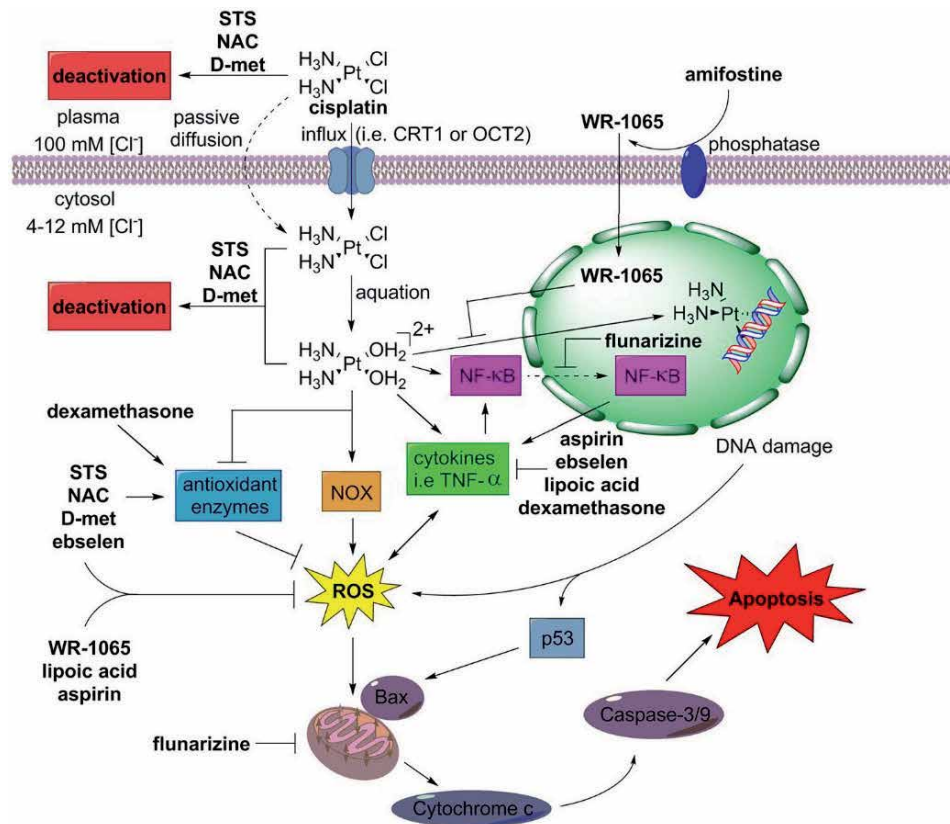 STS
NAC
D-met
deactivation
plasma
100 mM [Cl⁻]
passive
diffusion
H₃N Cl
Pt
H₃N Cl
cisplatin
influx (i.e. CRT1 or OCT2)
amifostine
WR-1065
phosphatase
cytosol
4-12 mM [Cl⁻]
STS
NAC
D-met
deactivation
H₃N Cl
Pt
H₃N Cl
aquation
WR-1065
H₃N
H₃N Pt
2+
H₃N OH₂
Pt
H₃N OH₂
flunarizine
NF-κB
NF-κB
dexamethasone
STS
NAC
D-met
ebselen
antioxidant
enzymes
NOX
cytokines
i.e TNF-α
aspirin
ebselen
lipoic acid
dexamethasone
DNA damage
ROS
Apoptosis
WR-1065
lipoic acid
aspirin
p53
Bax
flunarizine
Caspase-3/9
Cytochrome c